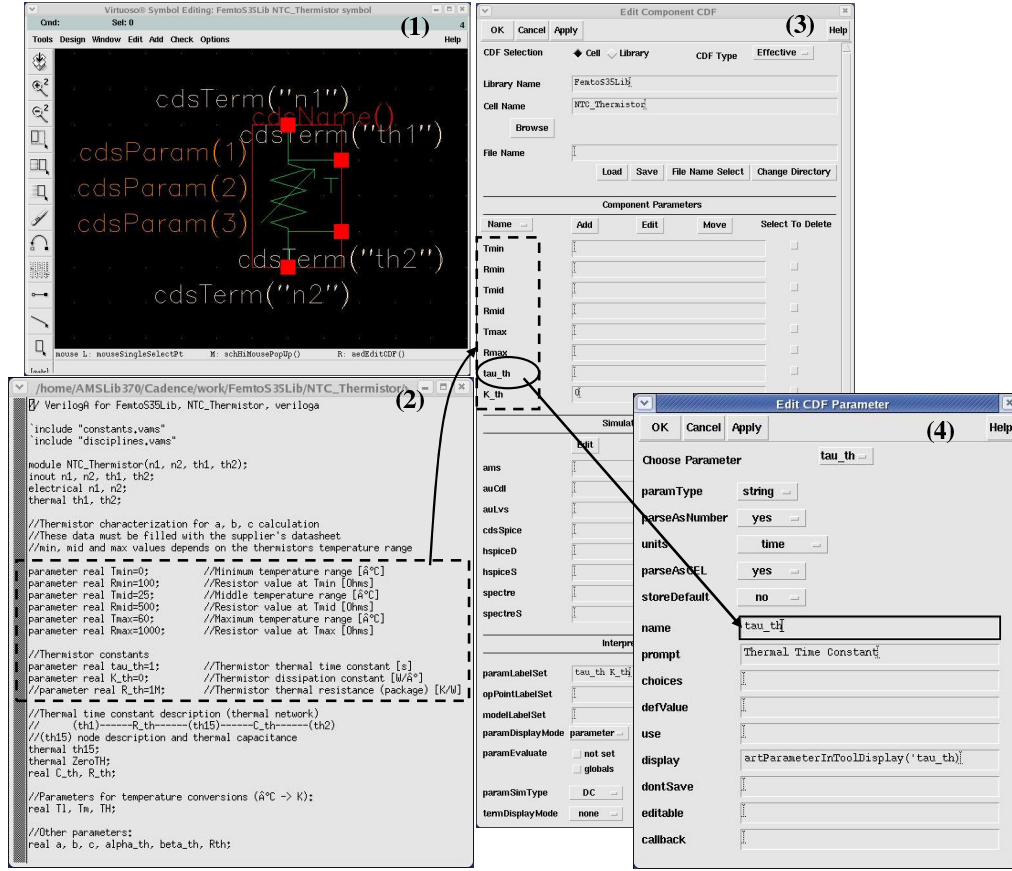 Virtuoso® Symbol Editing: FemtoS35Lib NTC_Thermistor symbol
Cmd: Sel: 0 4
(1)
Tools Design Window Edit Add Check Options Help
cdsTerm("n1")
cdsName()
cdsTerm("th1")
cdsParam(1)
cdsParam(2)
T
cdsParam(3)
cdsTerm("th2")
cdsTerm("n2")
mouse L: mouseSingleSelectPt M: schHiMousePopUp() R: aedEditCDF()
/home/AMSLib370/Cadence/work/FemtoS35Lib/NTC_Thermistor/
(2)
// VerilogA for FemtoS35Lib, NTC_Thermistor, veriloga
`include "constants.vams"
`include "disciplines.vams"
module NTC_Thermistor(n1, n2, th1, th2);
inout n1, n2, th1, th2;
electrical n1, n2;
thermal th1, th2;
//Thermistor characterization for a, b, c calculation
//These data must be filled with the supplier's datasheet
//min, mid and max values depends on the thermistors temperature range
parameter real Tmin=0; //Minimum temperature range [Â°C]
parameter real Rmin=100; //Resistor value at Tmin [Ohms]
parameter real Tmid=25; //Middle temperature range [Â°C]
parameter real Rmid=500; //Resistor value at Tmid [Ohms]
parameter real Tmax=60; //Maximum temperature range [Â°C]
parameter real Rmax=1000; //Resistor value at Tmax [Ohms]
//Thermistor constants
parameter real tau_th=1; //Thermistor thermal time constant [s]
parameter real K_th=0; //Thermistor dissipation constant [W/Â°]
//parameter real R_th=1M; //Thermistor thermal resistance (package) [K/W]
//Thermal time constant description (thermal network)
// (th1)------R_th------(th15)------C_th------(th2)
//(th15) node description and thermal capacitance
thermal th15;
thermal ZeroTH;
real C_th, R_th;
//Parameters for temperature conversions (Â°C -> K):
real Tl, Tm, TH;
//Other parameters:
real a, b, c, alpha_th, beta_th, Rth;
Edit Component CDF
OK Cancel Apply Help
(3)
CDF Selection Cell Library CDF Type Effective
Library Name FemtoS35Lib
Cell Name NTC_Thermistor
Browse
File Name
Load Save File Name Select Change Directory
Component Parameters
Name Add Edit Move Select To Delete
Tmin
Rmin
Tmid
Rmid
Tmax
Rmax
tau_th
K_th 0
Simulat
Edit
ams
auCdl
auLvs
cdsSpice
hspiceD
hspiceS
spectre
spectreS
Interpre
paramLabelSet tau_th K_th
opPointLabelSet
modelLabelSet
paramDisplayMode parameter
paramEvaluate not set
globals
paramSimType DC
termDisplayMode none
Edit CDF Parameter
OK Cancel Apply Help
(4)
Choose Parameter tau_th
paramType string
parseAsNumber yes
units time
parseAsCEL yes
storeDefault no
name tau_th
prompt Thermal Time Constant
choices
defValue
use
display artParameterInToolDisplay('tau_th)
dontSave
editable
callback